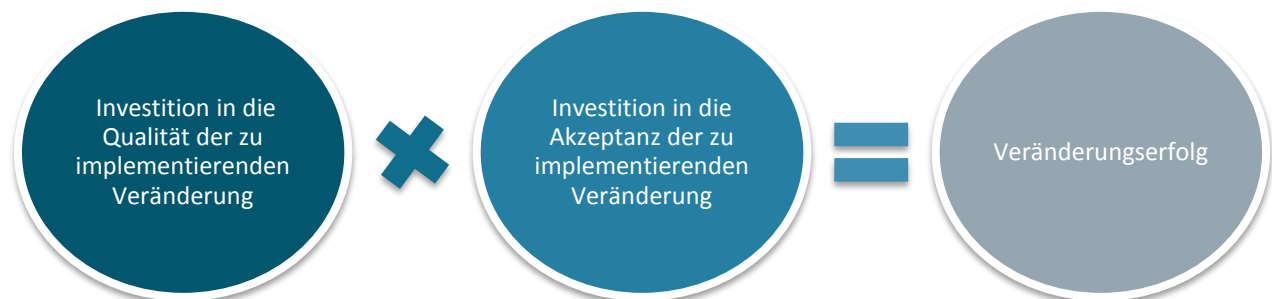 Investition in die
Qualität der zu
implementierenden
Veränderung
Investition in die
Akzeptanz der zu
implementierenden
Veränderung
Veränderungserfolg